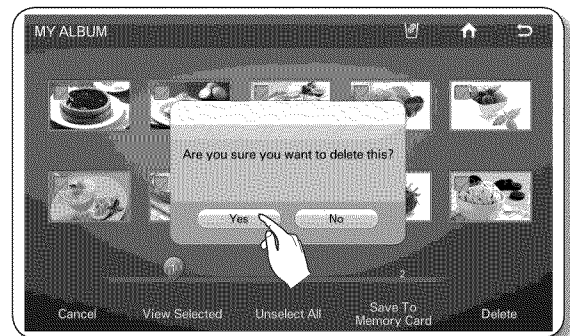 MY ALBUM
Are you sure you want to delete this?
Yes No
1 2
Cancel View Selected Unselect All Save To Memory Card Delete